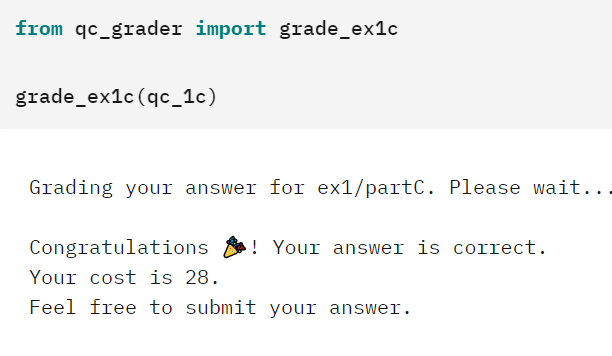 from qc_grader import grade_ex1c
grade_ex1c(qc_1c)
Grading your answer for ex1/partC. Please wait...
Congratulations 🎉! Your answer is correct.
Your cost is 28.
Feel free to submit your answer.